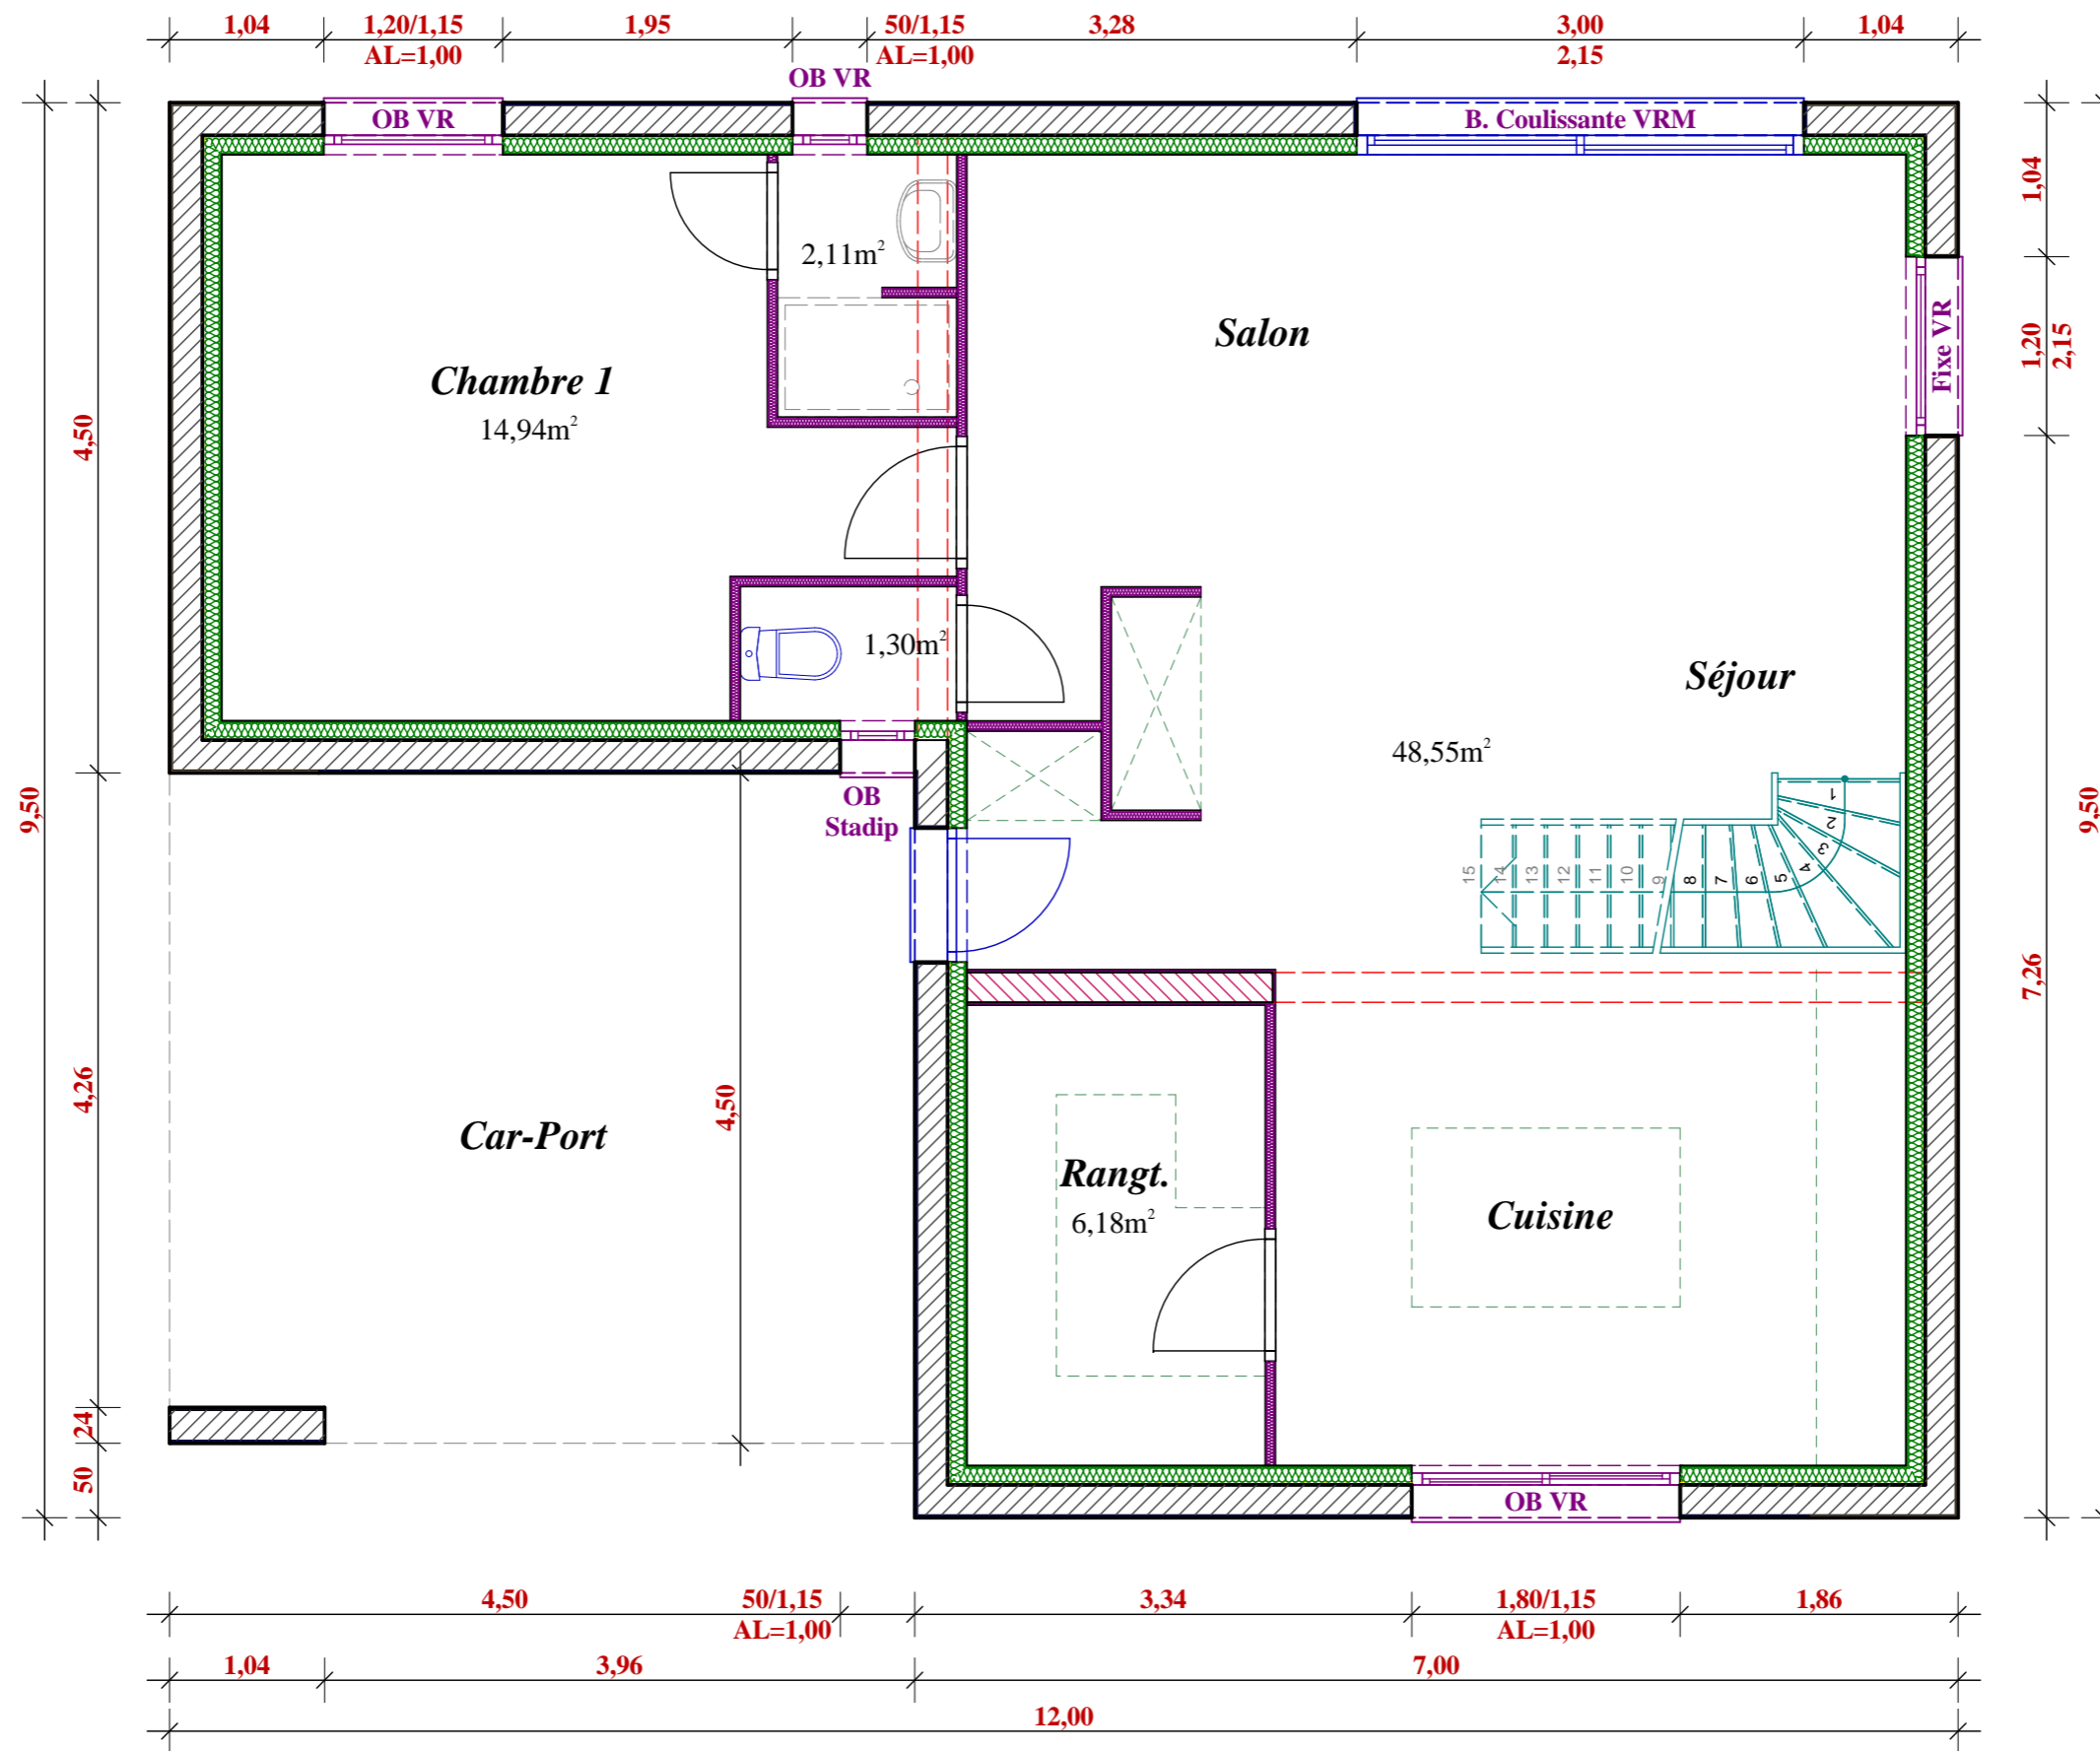 1,04 1,20/1,15 1,95 50/1,15 3,28 3,00 1,04
AL=1,00 AL=1,00 2,15
OB VR
OB VR B. Coulissante VRM
1,04
2,11m²
Salon
1,20
2,15
Fixe VR
Chambre 1
14,94m²
4,50
1,30m²
Séjour
48,55m²
9,50
OB
Stadip
9,50
1
2
3
4
5
6
7
8
9
10
11
12
13
14
15
7,26
4,26
4,50
Car-Port
Rangt.
6,18m²
Cuisine
24
50
OB VR
4,50 50/1,15 3,34 1,80/1,15 1,86
AL=1,00 AL=1,00
1,04 3,96 7,00
12,00